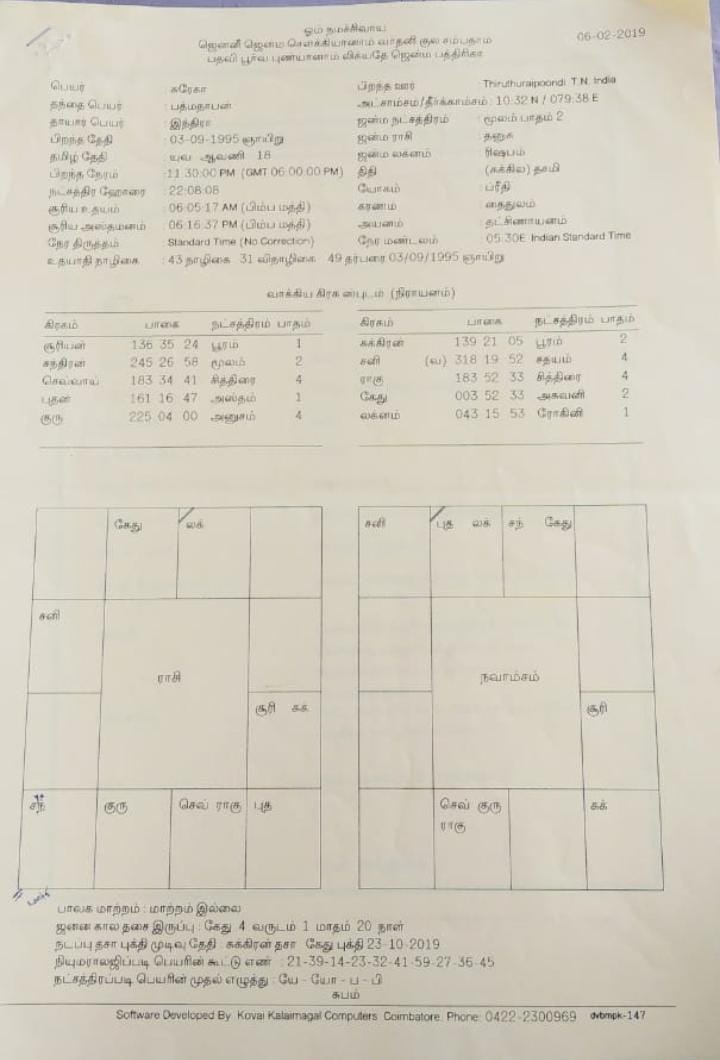 ஓம் நமச்சிவாய
06-02-2019
ஜெனனீ ஜென்ம சௌக்கியானாம் வர்தனி குல சம்பதாம்
பதவி பூர்வ புண்யானாம் லிக்யதே ஜென்ம பத்திரிகா
பெயர் : சுரேகா
தந்தை பெயர் : பத்மநாபன்
தாயார் பெயர் : இந்திரா
பிறந்த தேதி : 03-09-1995 ஞாயிறு
தமிழ் தேதி : யுவ ஆவணி 18
பிறந்த நேரம் : 11:30:00 PM (GMT 06:00:00 PM)
நட்சத்திர ஹோரை : 22:08:08
சூரிய உதயம் : 06:05:17 AM (பிம்ப மத்தி)
சூரிய அஸ்தமனம் : 06:16:37 PM (பிம்ப மத்தி)
நேர திருத்தம் : Standard Time (No Correction)
உதயாதி நாழிகை : 43 நாழிகை 31 விநாழிகை 49 தர்பரை 03/09/1995 ஞாயிறு
பிறந்த ஊர் : Thiruthuraipoondi T.N. India
அட்சாம்சம்/தீர்க்காம்சம் : 10.32 N / 079.38 E
ஜன்ம நட்சத்திரம் : மூலம் பாதம் 2
ஜன்ம ராசி : தனுசு
ஜன்ம லக்னம் : ரிஷபம்
திதி : (சுக்கில) தசமி
யோகம் : ப்ரீதி
கரணம் : தைதுலம்
அயனம் : தட்சிணாயனம்
நேர மண்டலம் : 05:30E Indian Standard Time
வாக்கிய கிரக ஸ்புடம் (நிராயனம்)
கிரகம் பாகை நட்சத்திரம் பாதம்
சூரியன் 136 35 24 பூரம் 1
சந்திரன் 245 26 58 மூலம் 2
செவ்வாய் 183 34 41 சித்திரை 4
புதன் 161 16 47 அஸ்தம் 1
குரு 225 04 00 அனுசம் 4
கிரகம் பாகை நட்சத்திரம் பாதம்
சுக்கிரன் 139 21 05 பூரம் 2
சனி (வ) 318 19 52 சதயம் 4
ராகு 183 52 33 சித்திரை 4
கேது 003 52 33 அசுவனி 2
லக்னம் 043 15 53 ரோகினி 1
கேது லக்
சனி
ராசி
சூரி சுக்
சந் குரு செவ் ராகு புத
சனி புத லக் சந் கேது
நவாம்சம்
சூரி
செவ் குரு சுக்
ராகு
பாலக மாற்றம் : மாற்றம் இல்லை
ஜனன கால தசை இருப்பு : கேது 4 வருடம் 1 மாதம் 20 நாள்
நடப்பு தசா புக்தி முடிவு தேதி : சுக்கிரன் தசா கேது புக்தி 23-10-2019
நியுமராலஜிப்படி பெயரின் கூட்டு எண் : 21-39-14-23-32-41-59-27-36-45
நட்சத்திரப்படி பெயரின் முதல் எழுத்து : யே - யோ - ப - பி
சுபம்
Software Developed By Kovai Kalaimagal Computers Coimbatore. Phone: 0422-2300969 dvbmpk-147